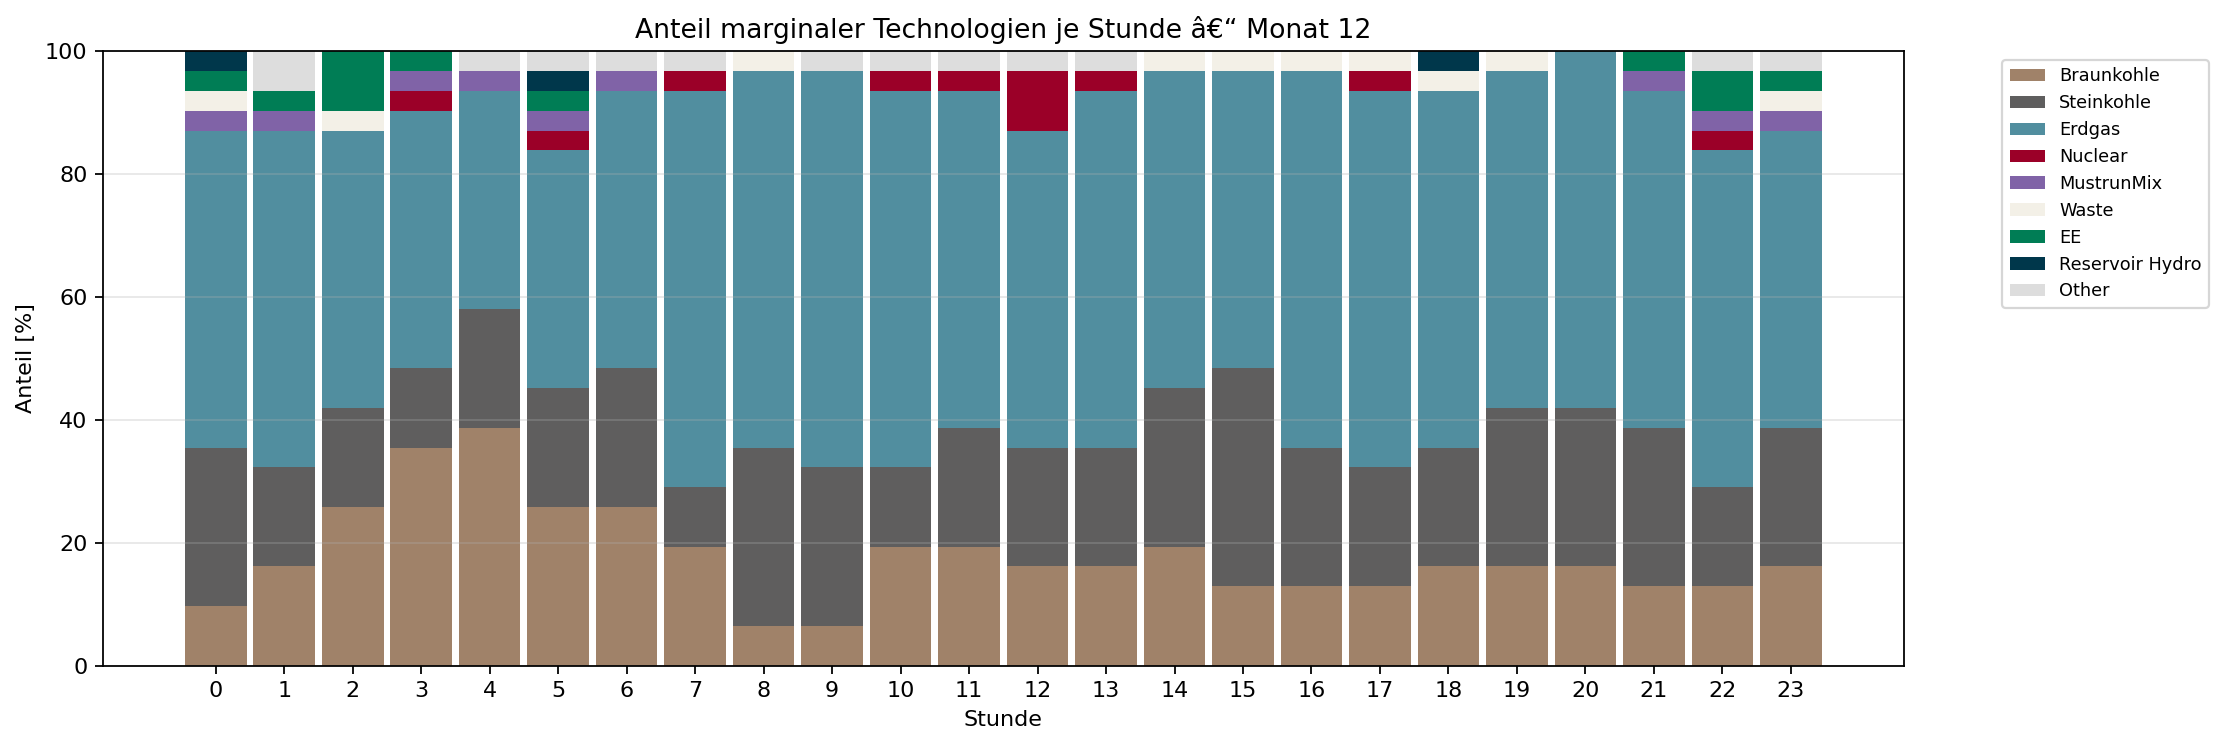 Anteil marginaler Technologien je Stunde â€“ Monat 12
Anteil [%]
100
80
60
40
20
0
0 1 2 3 4 5 6 7 8 9 10 11 12 13 14 15 16 17 18 19 20 21 22 23
Stunde
Braunkohle
Steinkohle
Erdgas
Nuclear
MustrunMix
Waste
EE
Reservoir Hydro
Other